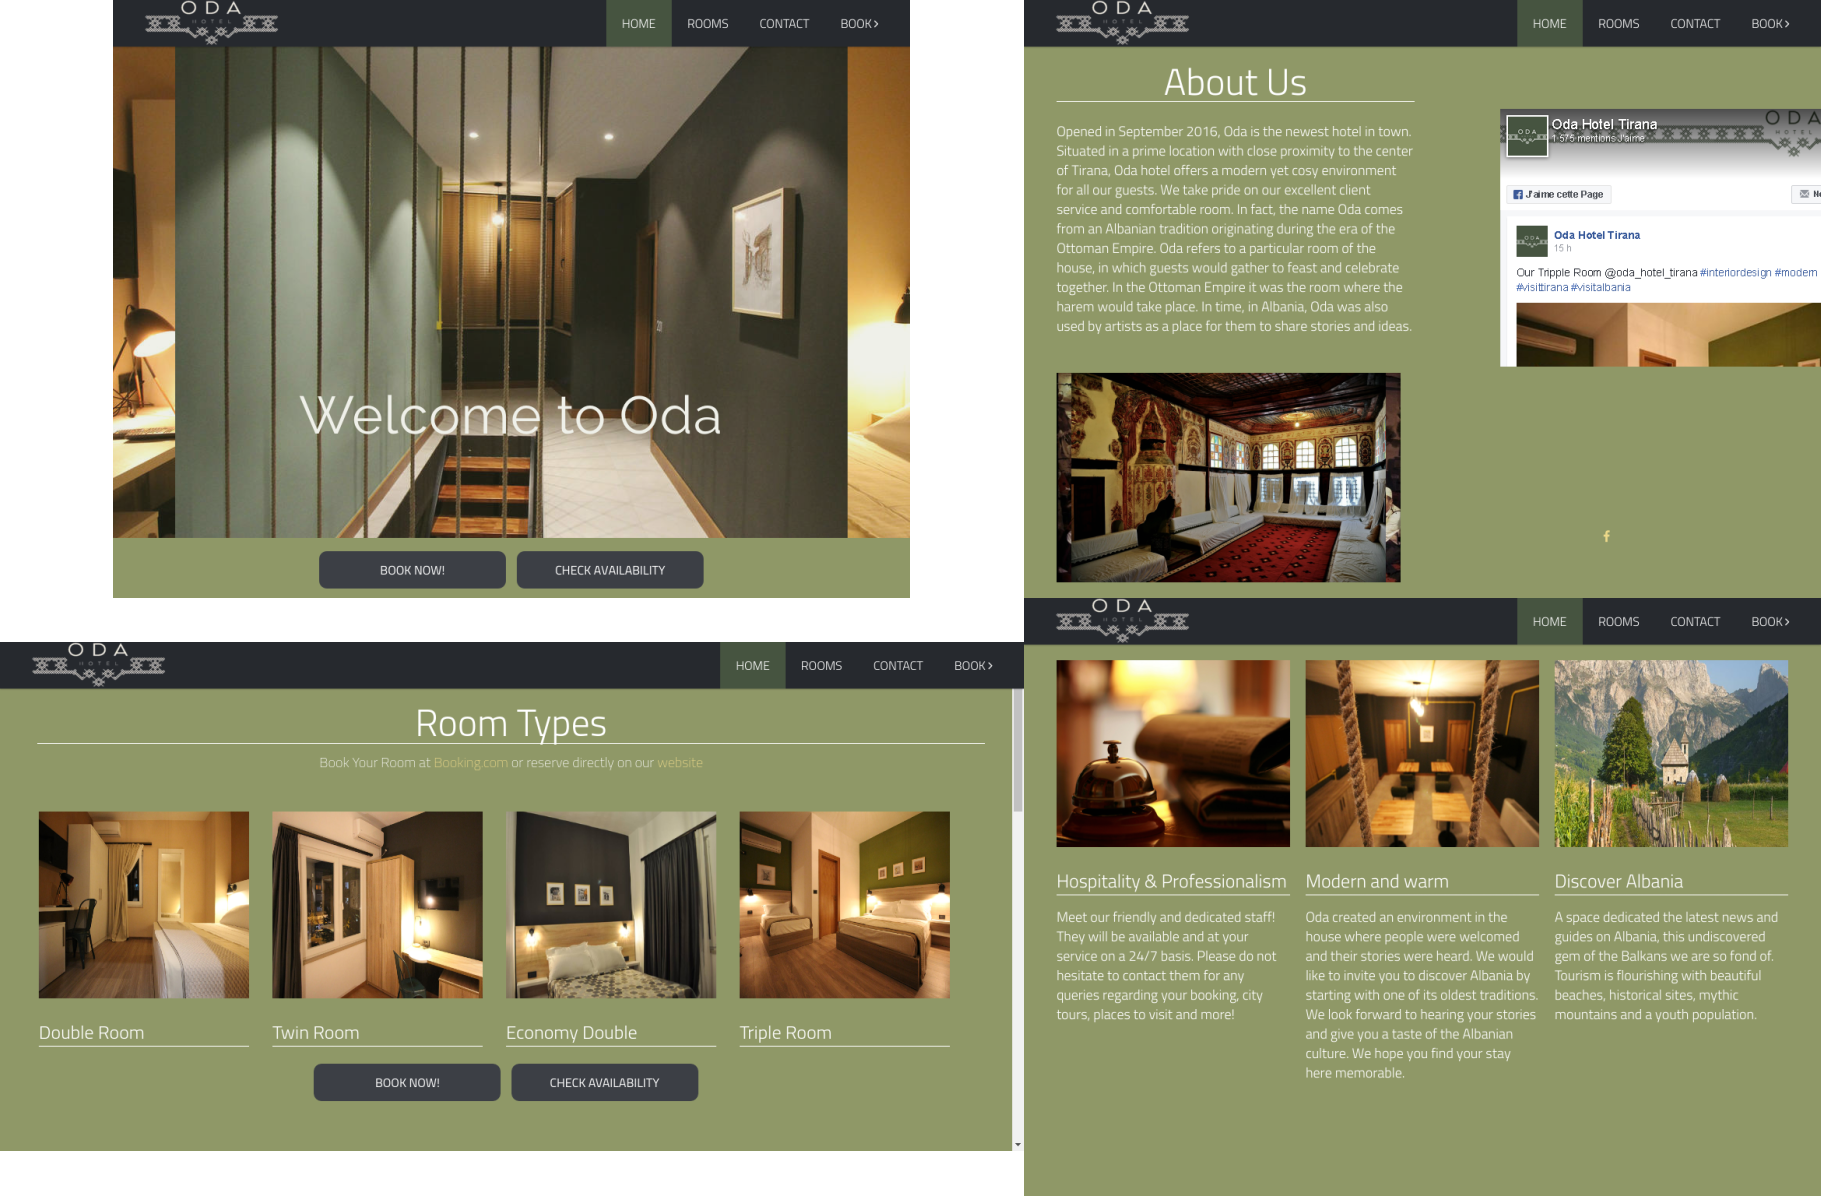 ODA
HOTEL
HOME ROOMS CONTACT BOOK >
Welcome to Oda
BOOK NOW! CHECK AVAILABILITY
ODA
HOTEL
HOME ROOMS CONTACT BOOK >
About Us
Opened in September 2016, Oda is the newest hotel in town.
Situated in a prime location with close proximity to the center
of Tirana, Oda hotel offers a modern yet cosy environment
for all our guests. We take pride on our excellent client
service and comfortable room. In fact, the name Oda comes
from an Albanian tradition originating during the era of the
Ottoman Empire. Oda refers to a particular room of the
house, in which guests would gather to feast and celebrate
together. In the Ottoman Empire it was the room where the
harem would take place. In time, in Albania, Oda was also
used by artists as a place for them to share stories and ideas.
ODA
HOTEL
ODA
Oda Hotel Tirana
1 575 mentions J'aime
J'aime cette Page
ODA
Oda Hotel Tirana
15 h
Our Tripple Room @oda_hotel_tirana #interiordesign #modern
#visittirana #visitalbania
ODA
HOTEL
HOME ROOMS CONTACT BOOK >
Room Types
Book Your Room at Booking.com or reserve directly on our website
Double Room
Twin Room
Economy Double
Triple Room
BOOK NOW! CHECK AVAILABILITY
ODA
HOTEL
HOME ROOMS CONTACT BOOK >
Hospitality & Professionalism
Meet our friendly and dedicated staff!
They will be available and at your
service on a 24/7 basis. Please do not
hesitate to contact them for any
queries regarding your booking, city
tours, places to visit and more!
Modern and warm
Oda created an environment in the
house where people were welcomed
and their stories were heard. We would
like to invite you to discover Albania by
starting with one of its oldest traditions.
We look forward to hearing your stories
and give you a taste of the Albanian
culture. We hope you find your stay
here memorable.
Discover Albania
A space dedicated the latest news and
guides on Albania, this undiscovered
gem of the Balkans we are so fond of.
Tourism is flourishing with beautiful
beaches, historical sites, mythic
mountains and a youth population.